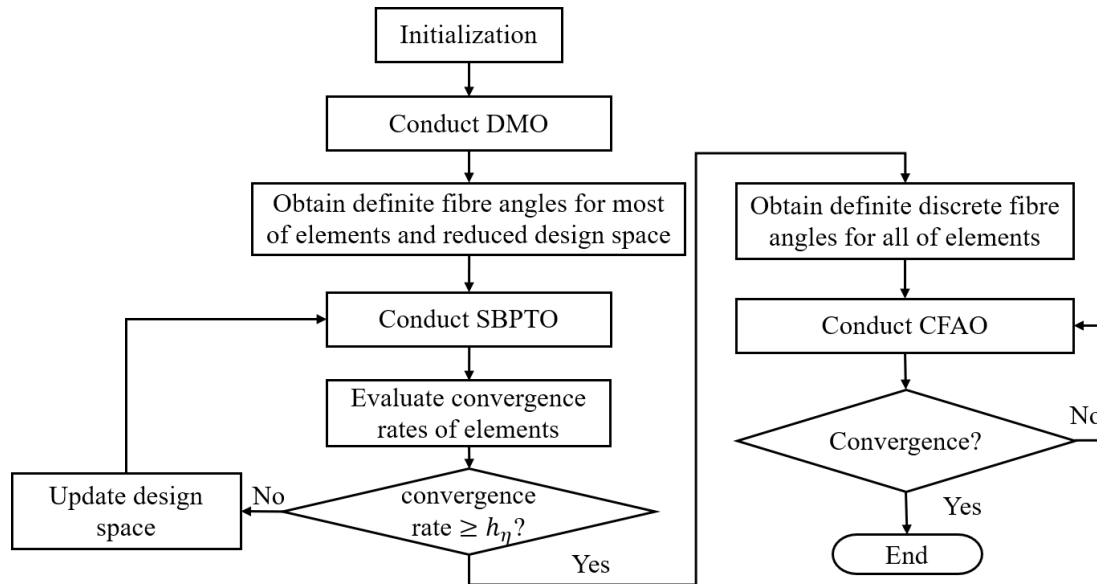 Initialization
Conduct DMO
Obtain definite fibre angles for most
of elements and reduced design space
Conduct SBPTO
Evaluate convergence
rates of elements
convergence
rate ≥ hη?
No
Update design
space
Yes
Obtain definite discrete fibre
angles for all of elements
Conduct CFAO
Convergence?
No
Yes
End